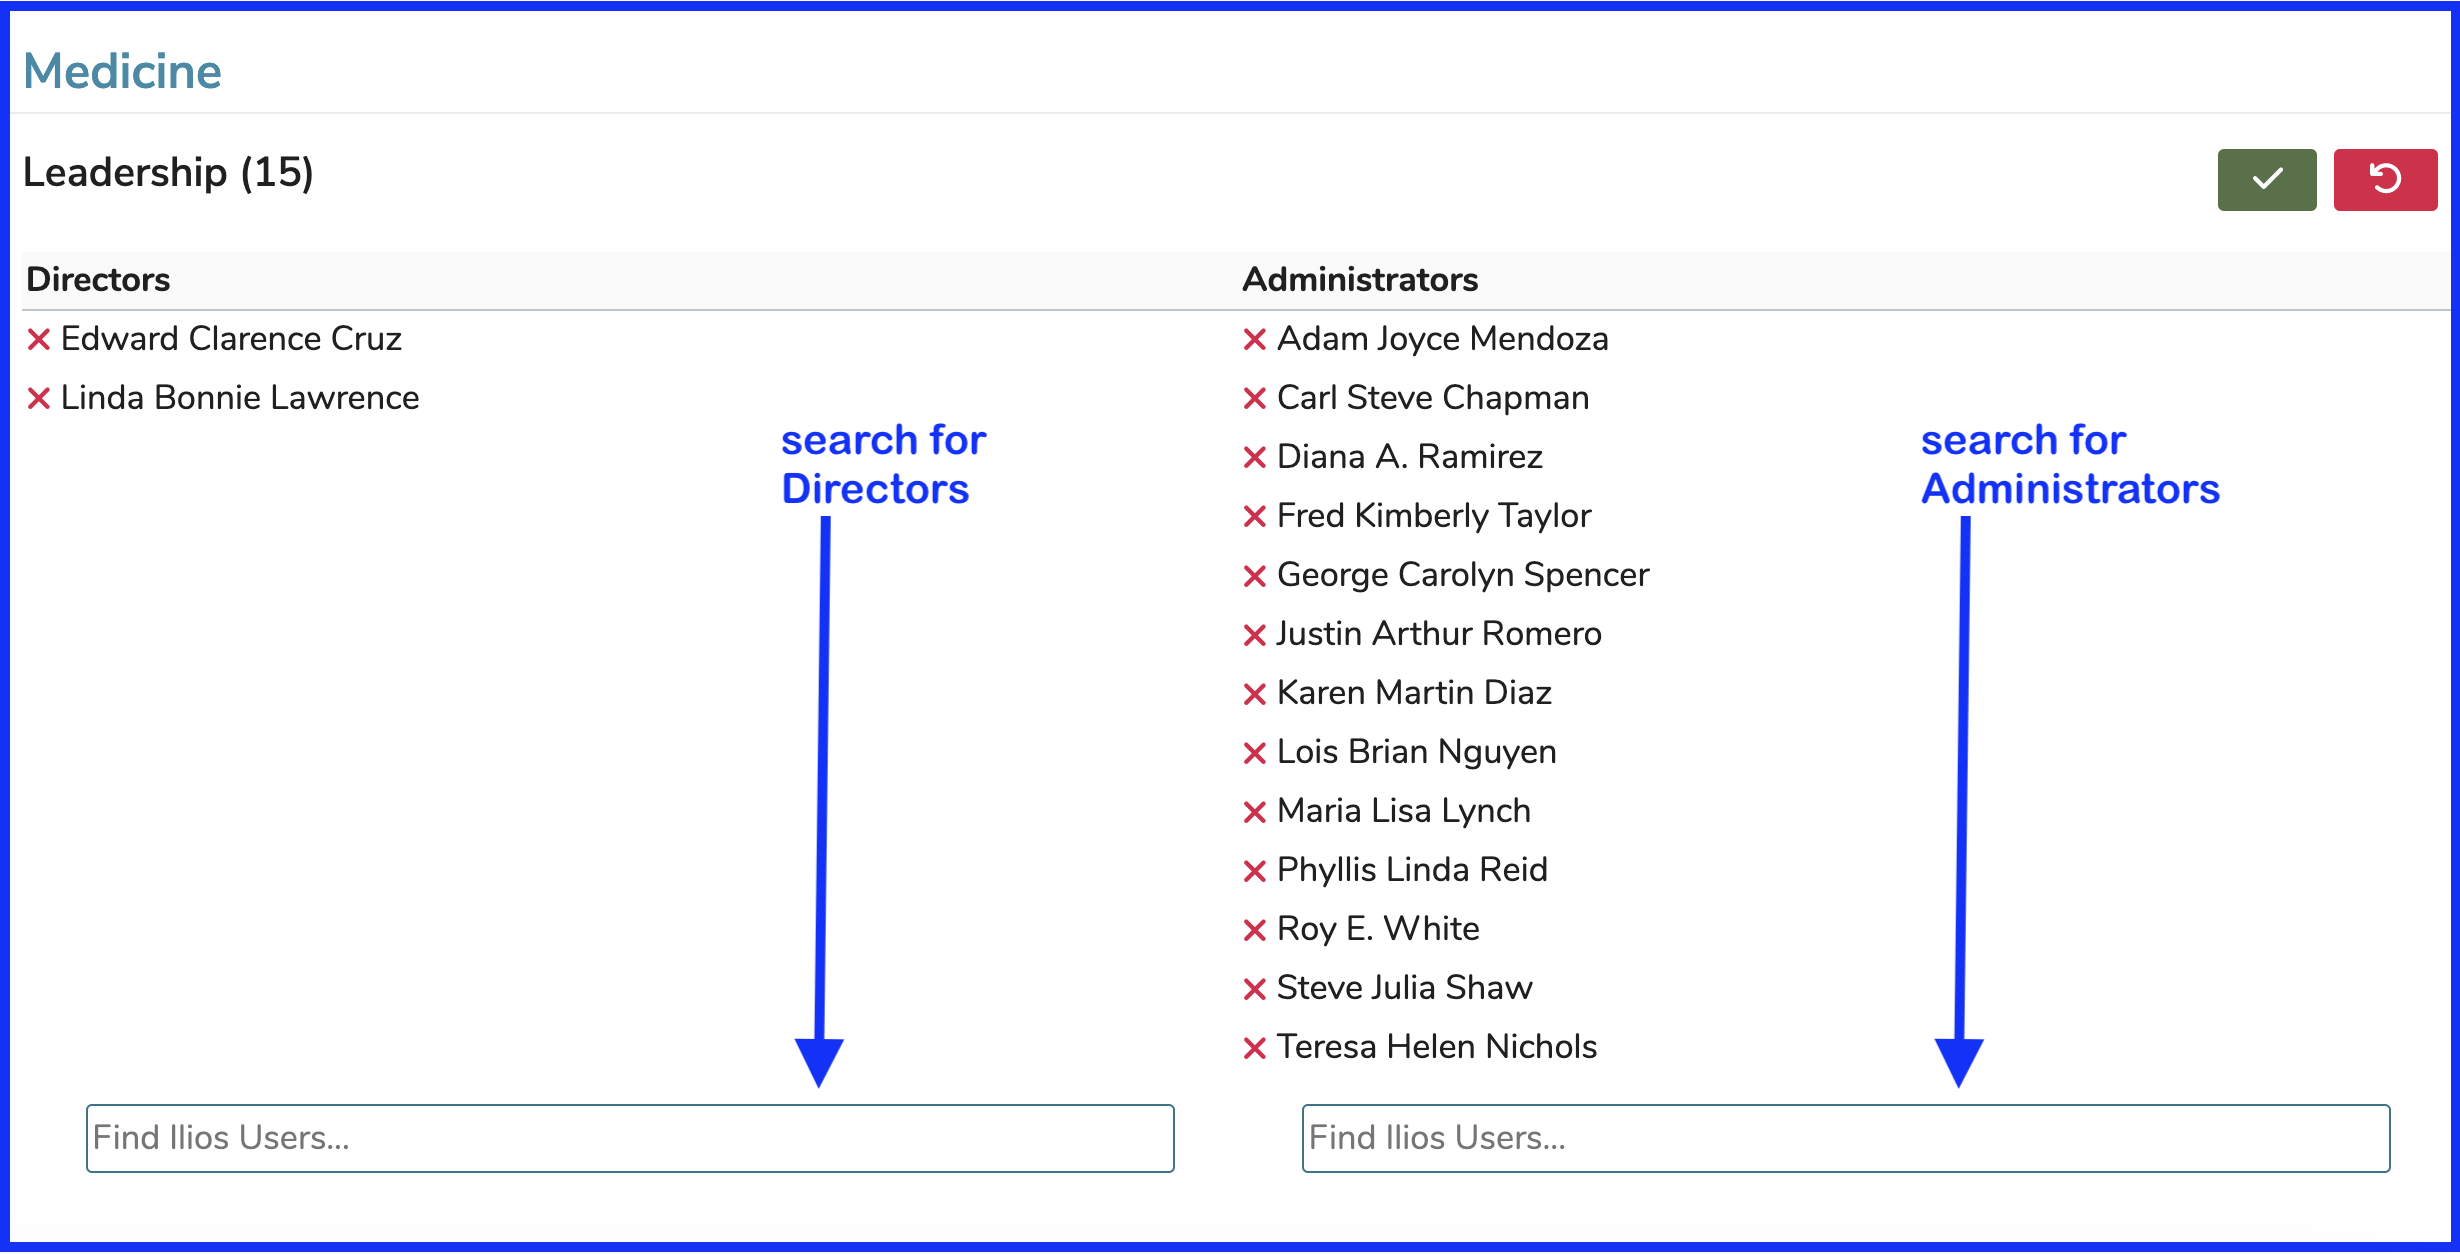 Medicine
Leadership (15)
Directors
Edward Clarence Cruz
Linda Bonnie Lawrence
search for
Directors
Find Ilios Users...
Administrators
Adam Joyce Mendoza
Carl Steve Chapman
Diana A. Ramirez
Fred Kimberly Taylor
George Carolyn Spencer
Justin Arthur Romero
Karen Martin Diaz
Lois Brian Nguyen
Maria Lisa Lynch
Phyllis Linda Reid
Roy E. White
Steve Julia Shaw
Teresa Helen Nichols
search for
Administrators
Find Ilios Users...